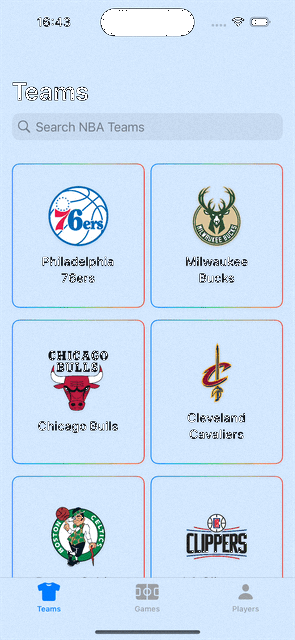 16:43
Teams
Search NBA Teams
76ers
Philadelphia
76ers
MILWAUKEE BUCKS
Milwaukee
Bucks
CHICAGO
BULLS
Chicago Bulls
C
Cleveland
Cavaliers
BOSTON CELTICS
CLIPPERS
Teams
Games
Players